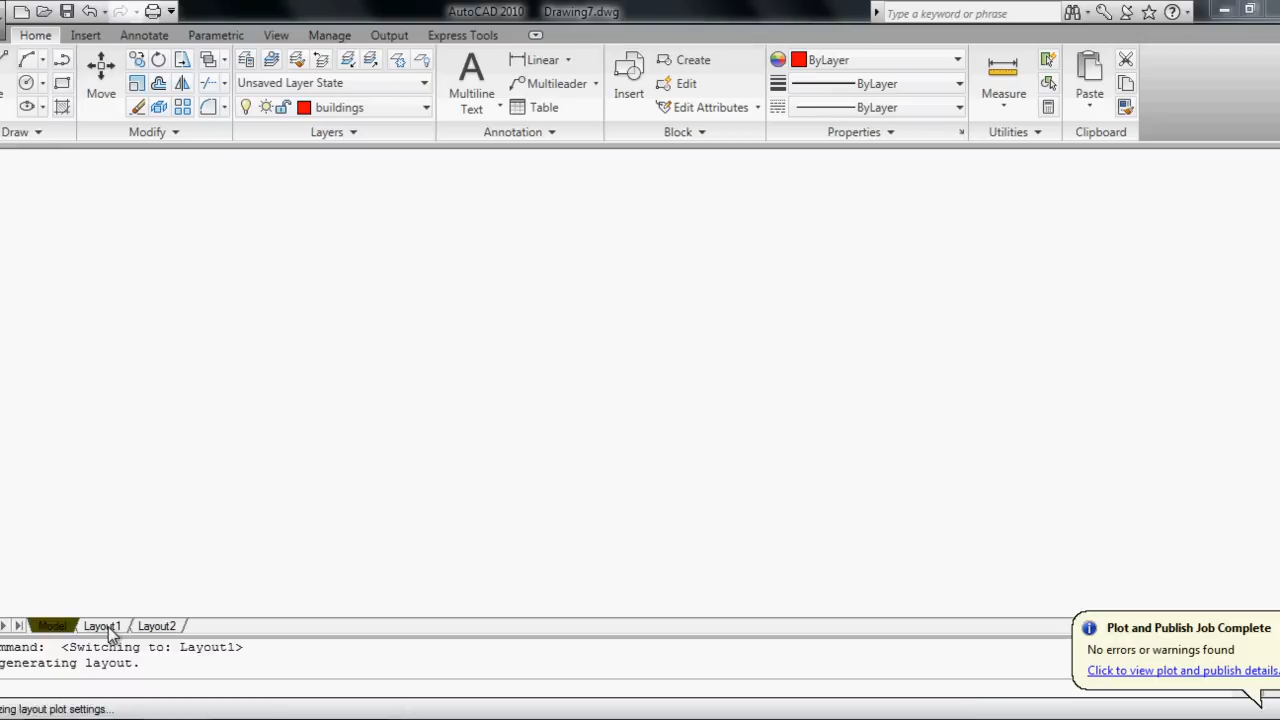 AutoCAD 2010 Drawing7.dwg
Type a keyword or phrase
Home Insert Annotate Parametric View Manage Output Express Tools
Linear
Create
ByLayer
Move
Unsaved Layer State
Multiline
Text
Multileader
Insert
Edit
ByLayer
Measure
Paste
buildings
Table
Edit Attributes
ByLayer
Draw Modify Layers Annotation Block Properties Utilities Clipboard
Model Layout1 Layout2
mmand: <Switching to: Layout1>
generating layout.
zing layout plot settings...
Plot and Publish Job Complete
No errors or warnings found
Click to view plot and publish details.